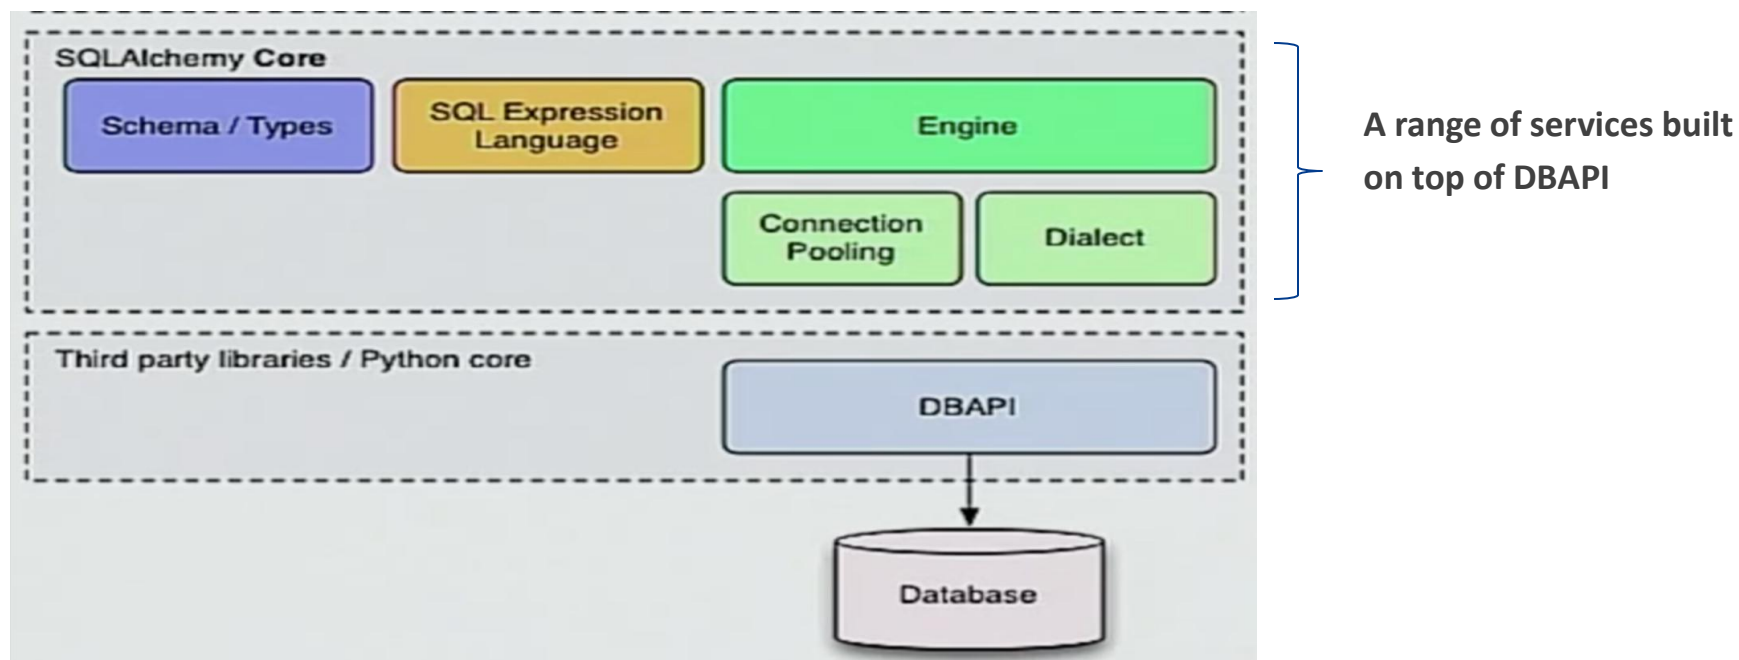 SQLAlchemy Core
Schema / Types
SQL Expression
Language
Engine
Connection
Pooling
Dialect
A range of services built
on top of DBAPI
Third party libraries / Python core
DBAPI
Database